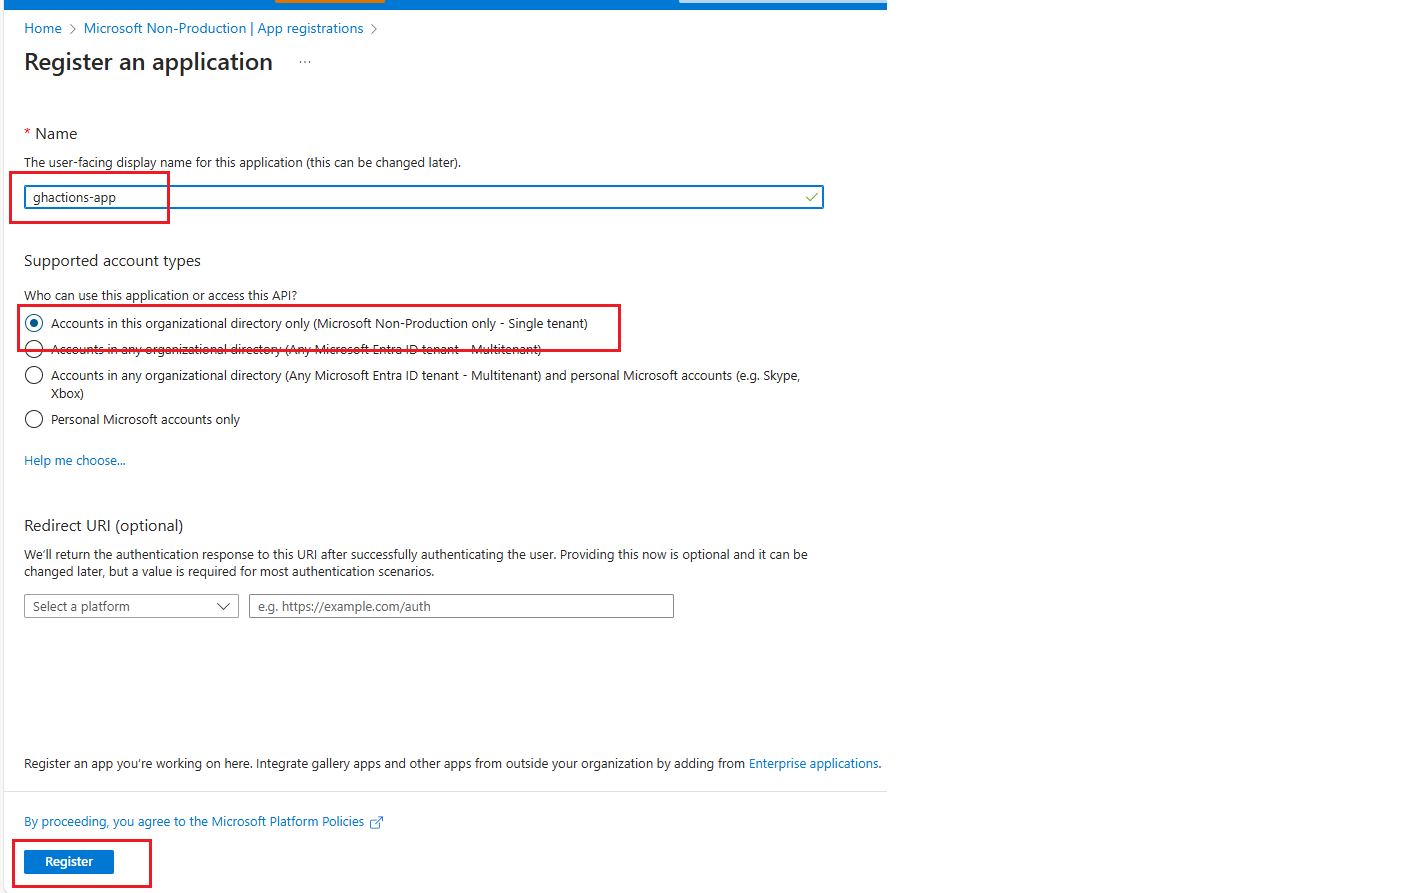 Home > Microsoft Non-Production | App registrations >
Register an application ...
* Name
The user-facing display name for this application (this can be changed later).
ghactions-app
Supported account types
Who can use this application or access this API?
Accounts in this organizational directory only (Microsoft Non-Production only - Single tenant)
Accounts in any organizational directory (Any Microsoft Entra ID tenant - Multitenant)
Accounts in any organizational directory (Any Microsoft Entra ID tenant - Multitenant) and personal Microsoft accounts (e.g. Skype,
Xbox)
Personal Microsoft accounts only
Help me choose...
Redirect URI (optional)
We'll return the authentication response to this URI after successfully authenticating the user. Providing this now is optional and it can be
changed later, but a value is required for most authentication scenarios.
Select a platform
e.g. https://example.com/auth
Register an app you're working on here. Integrate gallery apps and other apps from outside your organization by adding from Enterprise applications.
By proceeding, you agree to the Microsoft Platform Policies
Register